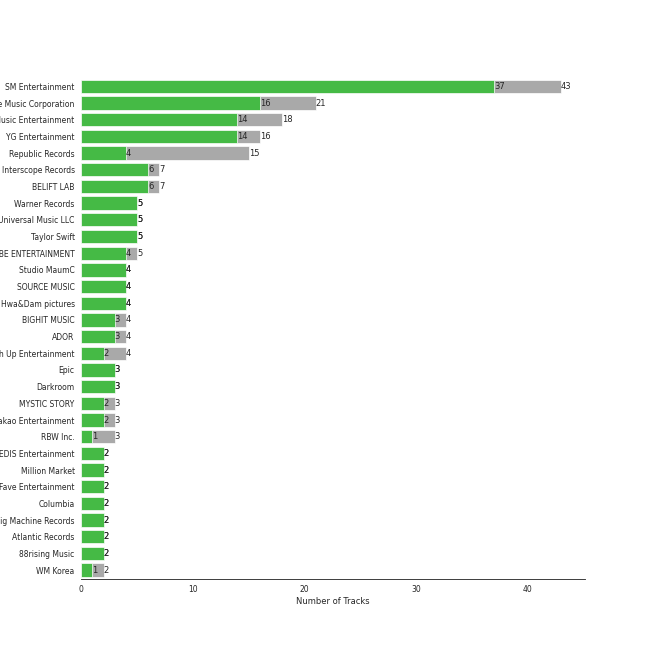 SM Entertainment 37 43
e Music Corporation 16 21
usic Entertainment 14 18
YG Entertainment 14 16
Republic Records 4 15
Interscope Records 6 7
BELIFT LAB 6 7
Warner Records 5
Universal Music LLC 5
Taylor Swift 5
BE ENTERTAINMENT 4 5
Studio MaumC 4
SOURCE MUSIC 4
Hwa&Dam pictures 4
BIGHIT MUSIC 3 4
ADOR 3 4
h Up Entertainment 2 4
Epic 3
Darkroom 3
MYSTIC STORY 2 3
akao Entertainment 2 3
RBW Inc. 1 3
EDIS Entertainment 2
Million Market 2
Fave Entertainment 2
Columbia 2
ig Machine Records 2
Atlantic Records 2
88rising Music 2
WM Korea 1 2
0 10 20 30 40
Number of Tracks